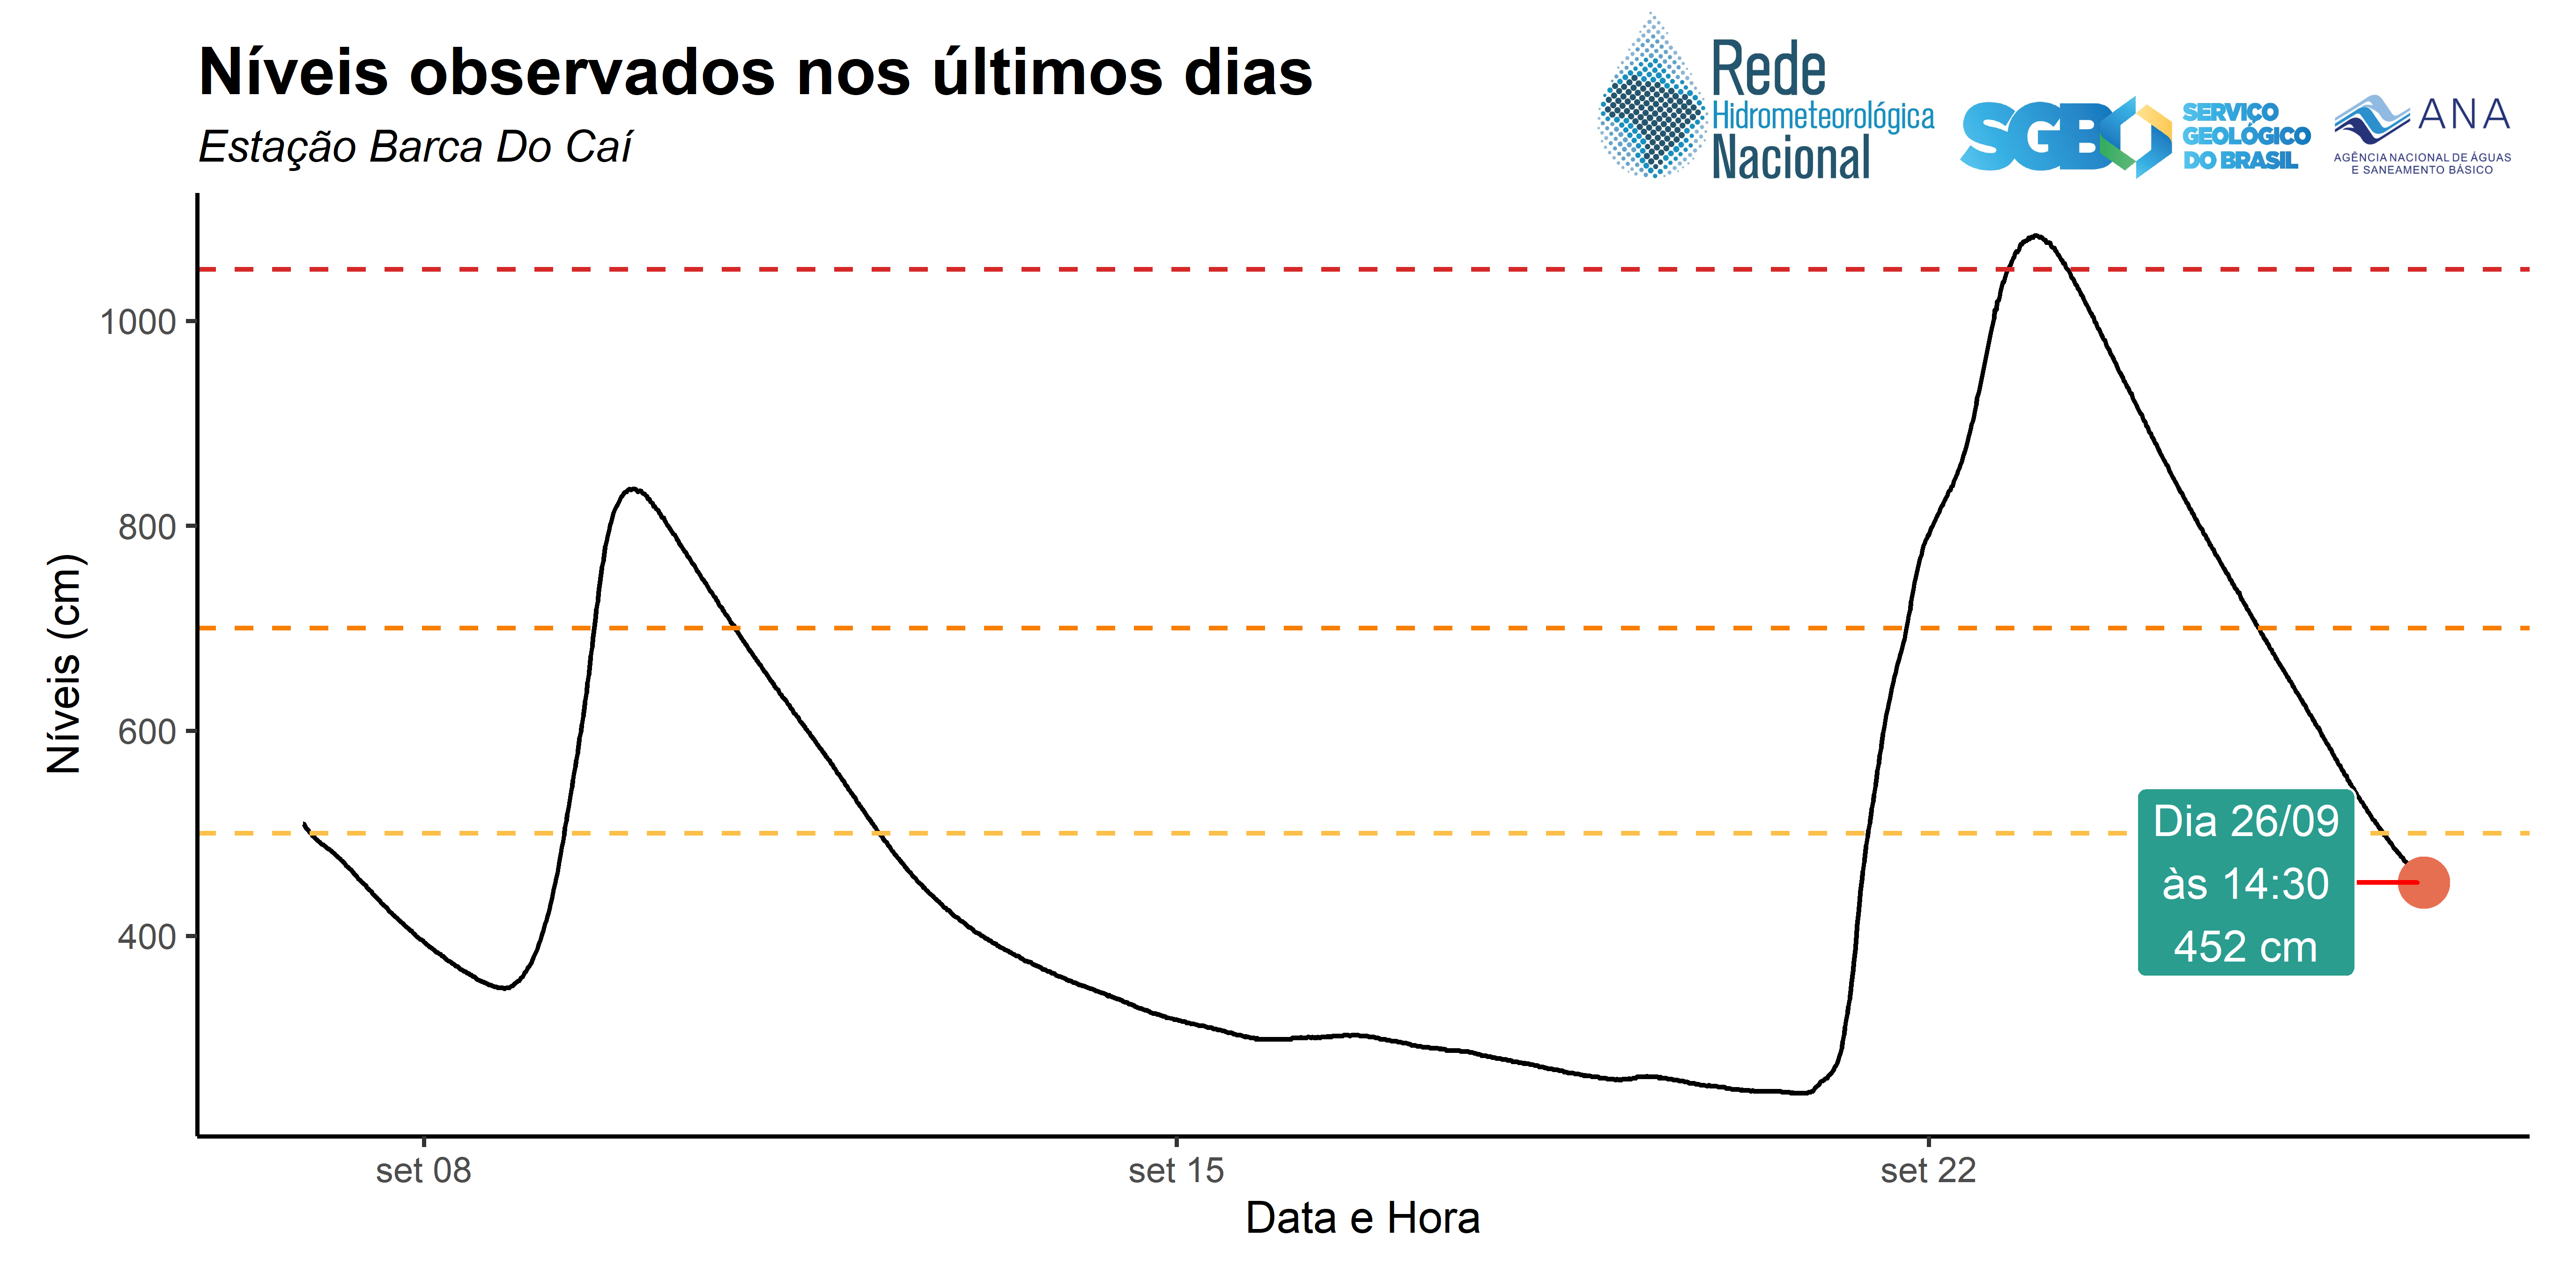 Níveis observados nos últimos dias
Estação Barca Do Caí
Rede
Hidrometeorológica
Nacional
SGB
SERVIÇO
GEOLÓGICO
DO BRASIL
ANA
AGÊNCIA NACIONAL DE ÁGUAS
E SANEAMENTO BÁSICO
Níveis (cm)
1000
800
600
400
Dia 26/09
às 14:30
452 cm
set 08
set 15
set 22
Data e Hora